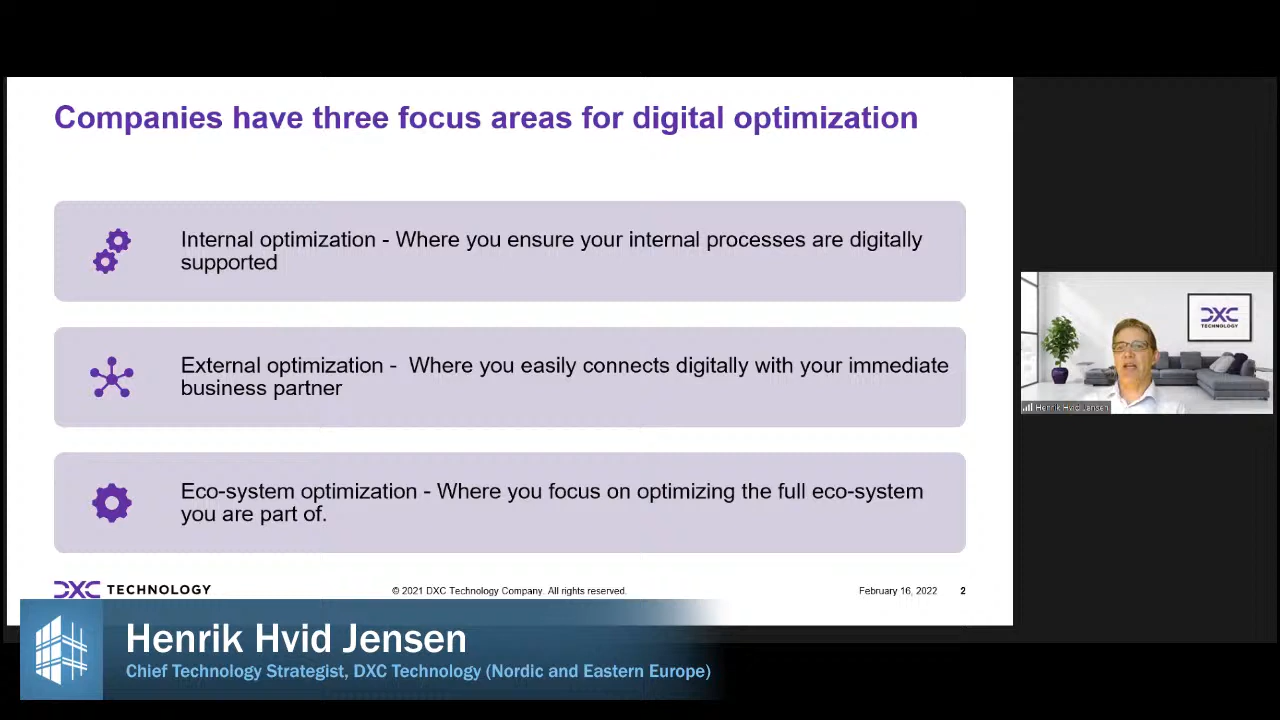 Companies have three focus areas for digital optimization
Internal optimization - Where you ensure your internal processes are digitally
supported
External optimization -  Where you easily connects digitally with your immediate
business partner
Eco-system optimization - Where you focus on optimizing the full eco-system
you are part of.
DXC TECHNOLOGY
© 2021 DXC Technology Company. All rights reserved.
February 16, 2022
2
DXC
TECHNOLOGY
Henrik Hvid Jensen
Henrik Hvid Jensen
Chief Technology Strategist, DXC Technology (Nordic and Eastern Europe)